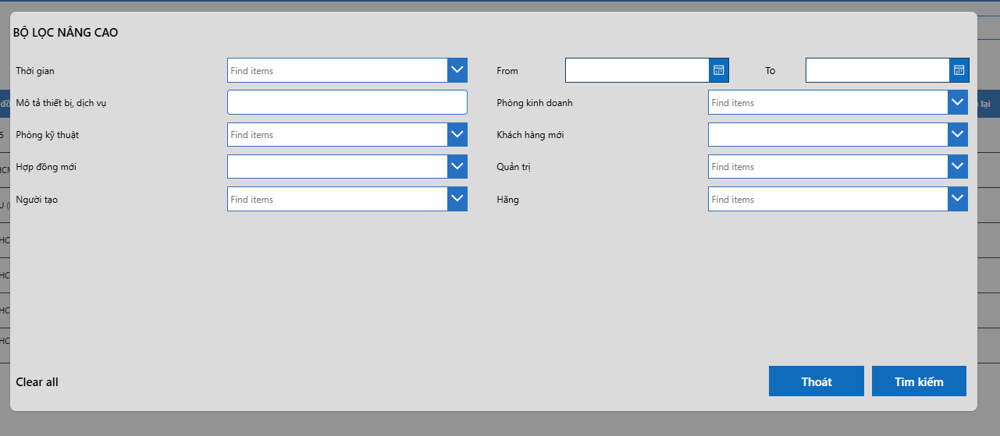 BỘ LỌC NÂNG CAO
Thời gian Find items From To
Mô tả thiết bị, dịch vụ Phòng kinh doanh Find items
lại
Phòng kỹ thuật Find items Khách hàng mới
Hợp đồng mới Quản trị Find items
Người tạo Find items Hãng Find items
Clear all Thoát Tìm kiếm